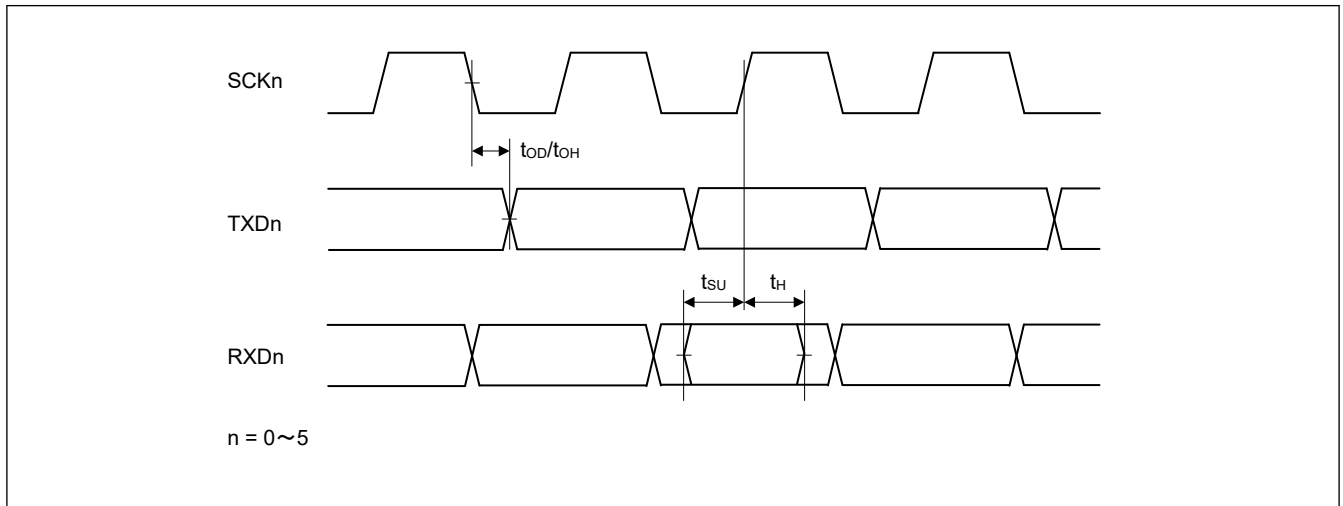 SCKn
tOD/tOH
TXDn
tSU
tH
RXDn
n = 0～5